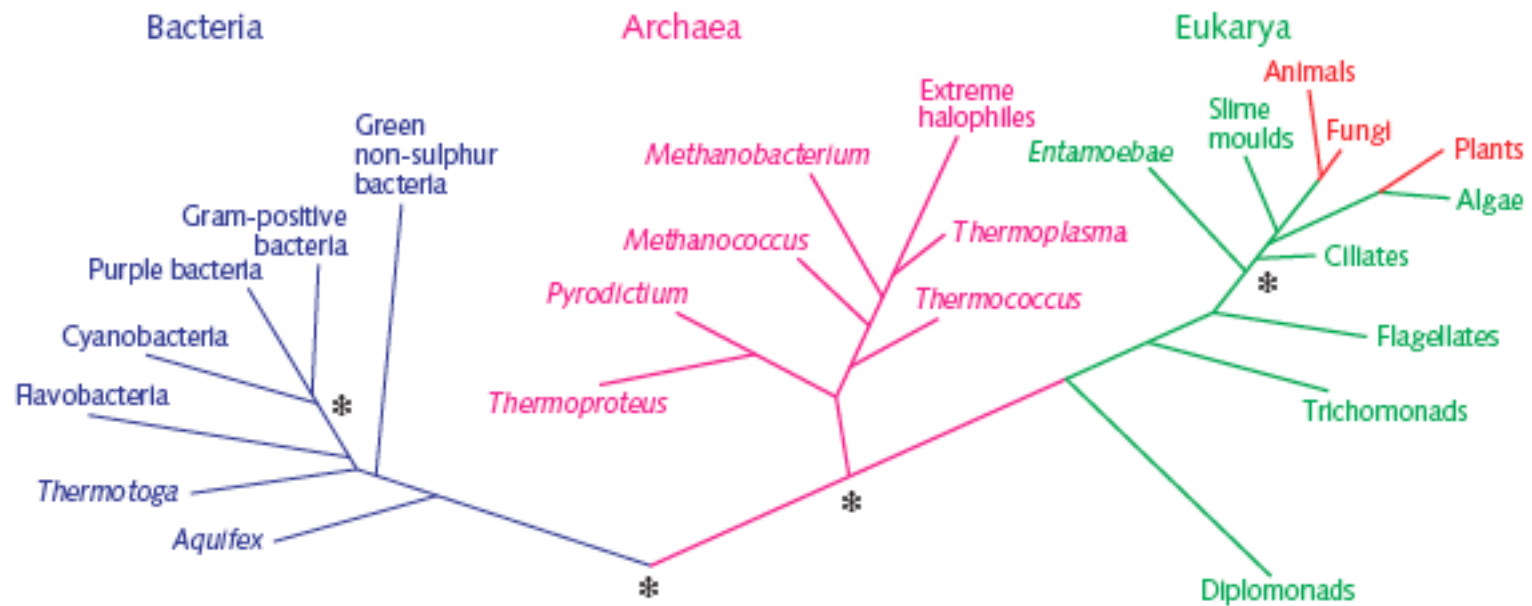 Bacteria
Archaea
Eukarya
Animals
Extreme
halophiles
Slime
moulds
Fungi
Plants
Green
non-sulphur
bacteria
Methanobacterium
Entamoebae
Algae
Gram-positive
bacteria
Methanococcus
Thermoplasma
Ciliates
Purple bacteria
*
Pyrodictium
Thermococcus
Cyanobacteria
Flagellates
Flavobacteria
*
Thermoproteus
Trichomonads
Thermotoga
*
Aquifex
*
Diplomonads